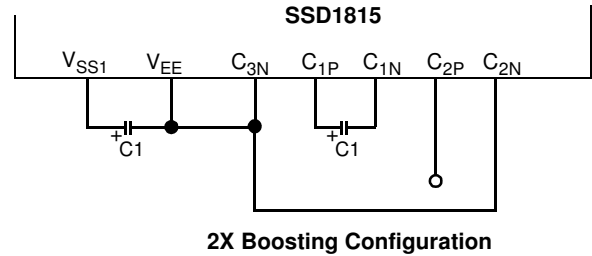 SSD1815
VSS1 VEE C3N C1P C1N C2P C2N
+ C1 + C1
2X Boosting Configuration